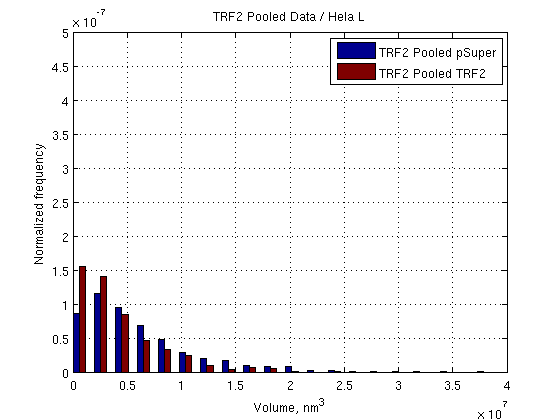 TRF2 Pooled Data / Hela L
× 10^-7
5
4.5
4
3.5
3
2.5
2
1.5
1
0.5
0
Normalized frequency
TRF2 Pooled pSuper
TRF2 Pooled TRF2
0 0.5 1 1.5 2 2.5 3 3.5 4
Volume, nm^3
× 10^7